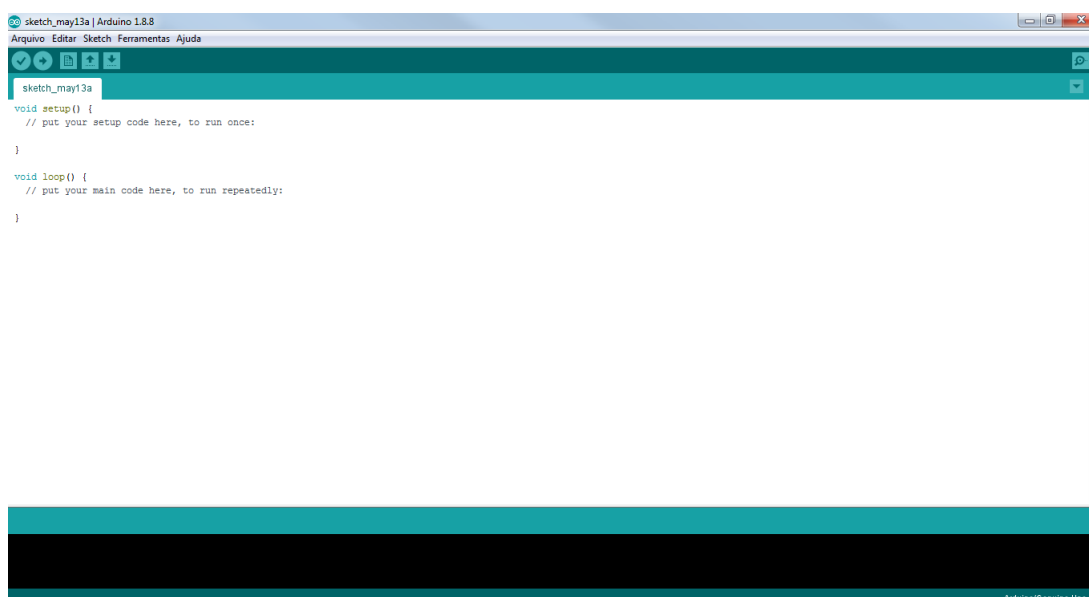 sketch_may13a | Arduino 1.8.8
Arquivo Editar Sketch Ferramentas Ajuda
sketch_may13a
void setup() {
// put your setup code here, to run once:
}
void loop() {
// put your main code here, to run repeatedly:
}